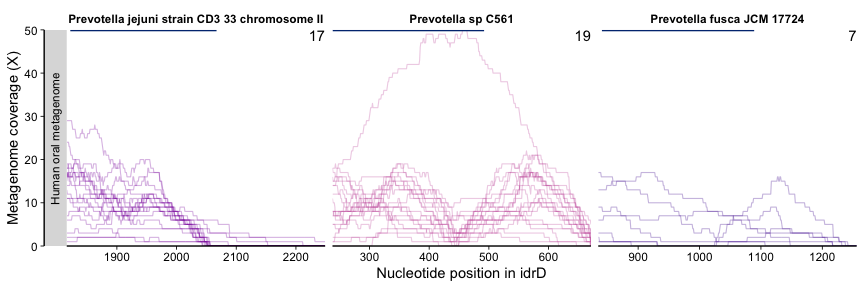 Prevotella jejuni strain CD3 33 chromosome II
Prevotella sp C561
Prevotella fusca JCM 17724
17
19
7
Metagenome coverage (X)
Human oral metagenome
50
40
30
20
10
0
1900 2000 2100 2200
300 400 500 600
900 1000 1100 1200
Nucleotide position in idrD